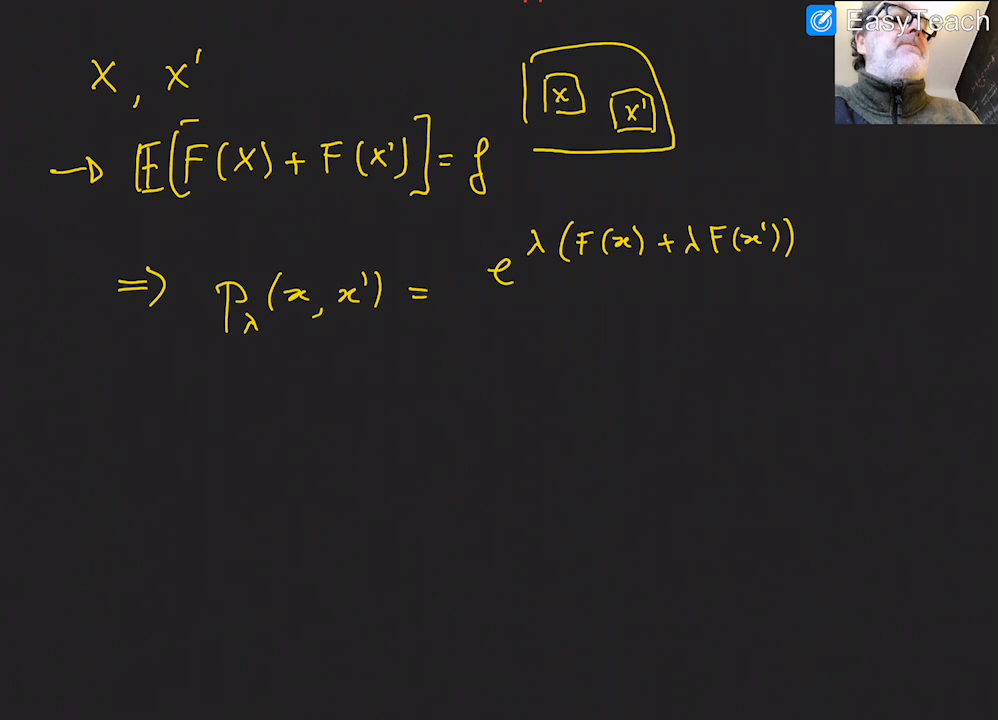 EasyTeach
X, X'
X X'
→ E[F(X) + F(X')] = f
⇒ P_λ(x, x') = e^{λ(F(x) + λF(x'))}